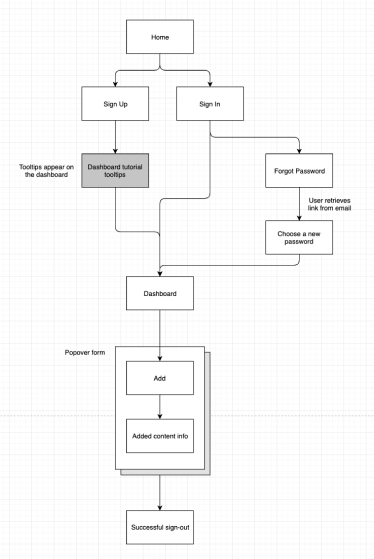 Home
Sign Up
Sign In
Tooltips appear on
the dashboard
Dashboard tutorial
tooltips
Forgot Password
User retrieves
link from email
Choose a new
password
Dashboard
Popover form
Add
Added content info
Successful sign-out